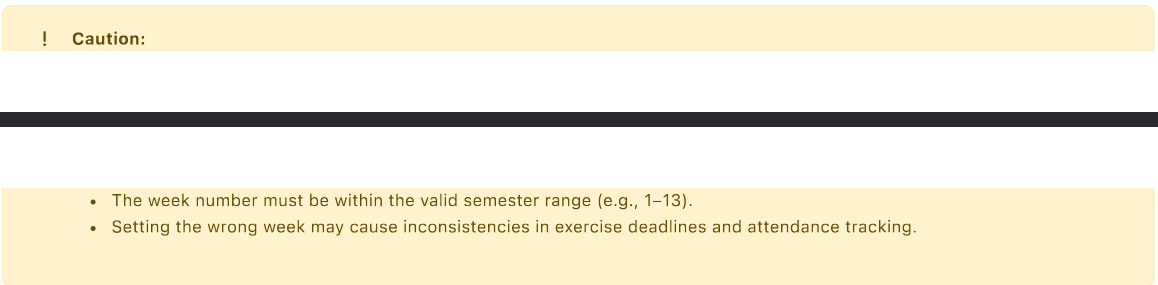 ! Caution:
• The week number must be within the valid semester range (e.g., 1–13).
• Setting the wrong week may cause inconsistencies in exercise deadlines and attendance tracking.